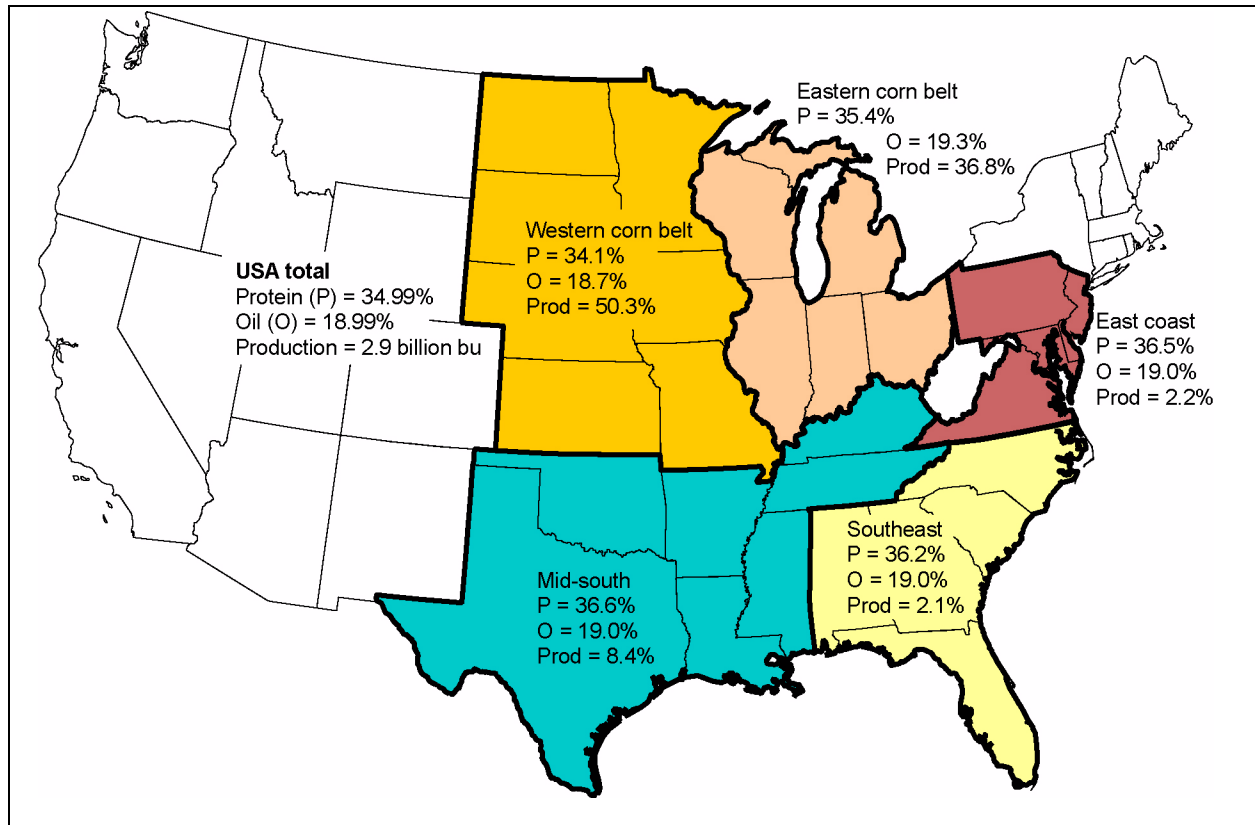 Eastern corn belt
P = 35.4%
O = 19.3%
Prod = 36.8%
Western corn belt
P = 34.1%
O = 18.7%
Prod = 50.3%
USA total
Protein (P) = 34.99%
Oil (O) = 18.99%
Production = 2.9 billion bu
East coast
P = 36.5%
O = 19.0%
Prod = 2.2%
Southeast
P = 36.2%
O = 19.0%
Prod = 2.1%
Mid-south
P = 36.6%
O = 19.0%
Prod = 8.4%